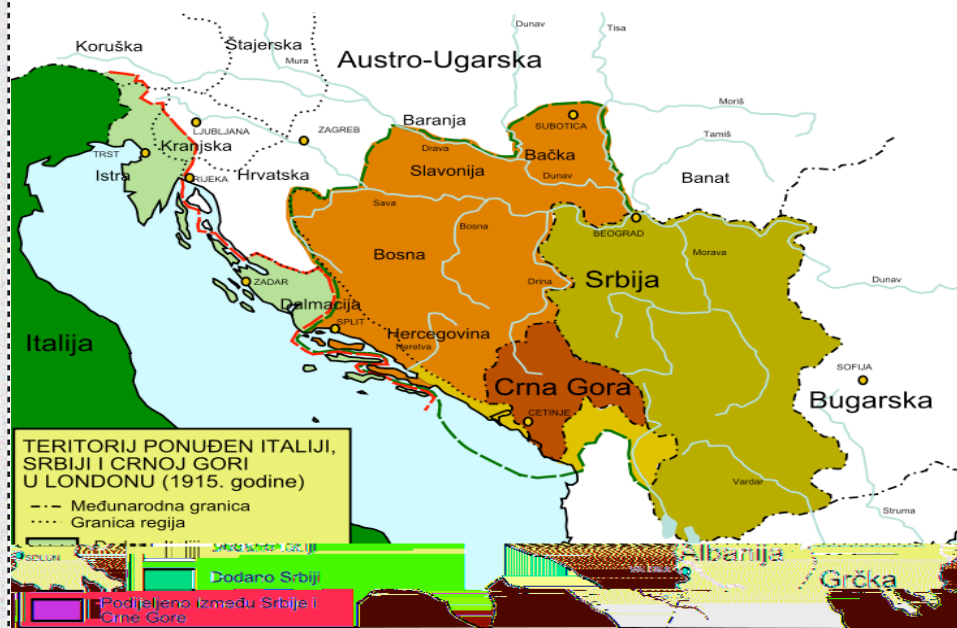 Koruška
Štajerska
Mura
Dunav
Tisa
Austro-Ugarska
Moriš
Baranja
SUBOTICA
LJUBLJANA
ZAGREB
Drava
Bačka
Tamiš
TRST
Kranjska
Slavonija
Dunav
Banat
Istra
RIJEKA
Hrvatska
Sava
Bosna
BEOGRAD
Bosna
Morava
ZADAR
Drina
Srbija
Dunav
Dalmacija
SPLIT
Hercegovina
Neretva
Italija
SOFIJA
Crna Gora
Bugarska
CETINJE
TERITORIJ PONUĐEN ITALIJI,
SRBIJI I CRNOJ GORI
U LONDONU (1915. godine)
Međunarodna granica
Granica regija
Vardar
Struma
Albanija
Dodaro Srbiji
Grčka
Podijeljeno između Srbije i
Crne Gore